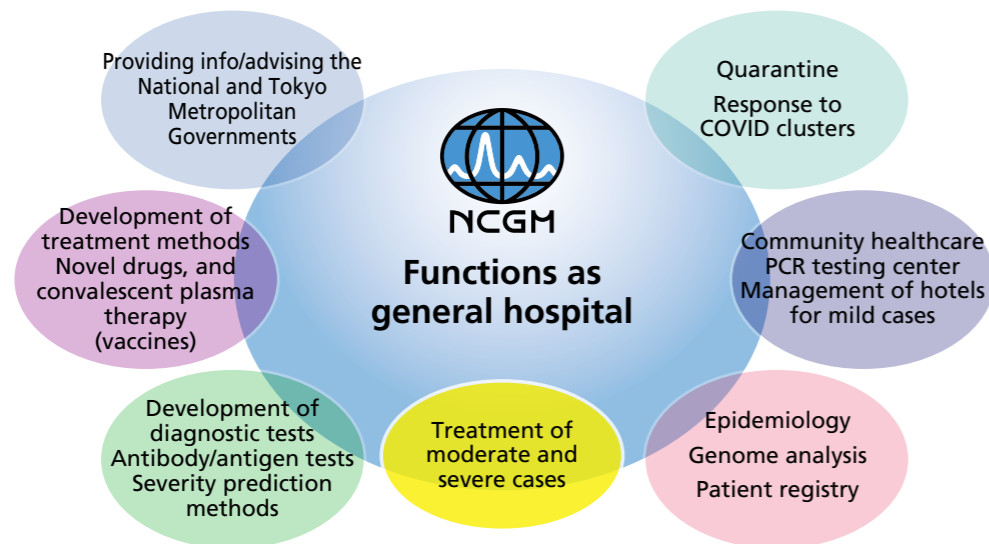 Providing info/advising the
National and Tokyo
Metropolitan
Governments
Quarantine
Response to
COVID clusters
NCGM
Functions as
general hospital
Development of
treatment methods
Novel drugs, and
convalescent plasma
therapy
(vaccines)
Community healthcare
PCR testing center
Management of hotels
for mild cases
Development of
diagnostic tests
Antibody/antigen tests
Severity prediction
methods
Treatment of
moderate and
severe cases
Epidemiology
Genome analysis
Patient registry